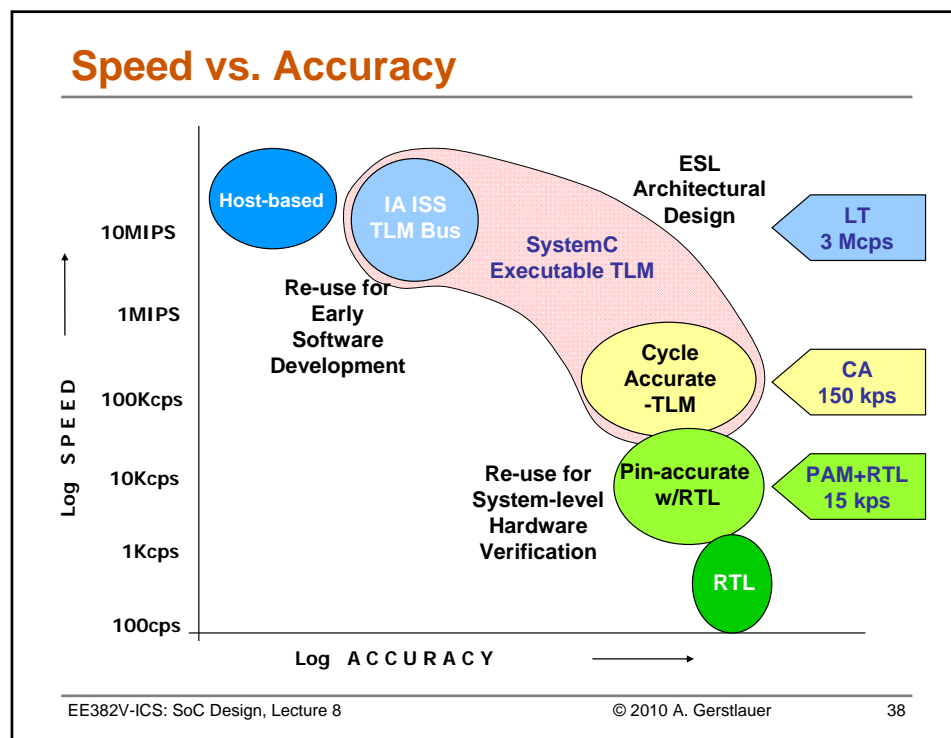 Speed vs. Accuracy
Host-based
IA ISS
TLM Bus
SystemC
Executable TLM
ESL
Architectural
Design
LT
3 Mcps
10MIPS
Re-use for
Early
Software
Development
1MIPS
Cycle
Accurate
-TLM
CA
150 kps
100Kcps
Log SPEED
10Kcps
Re-use for
System-level
Hardware
Verification
Pin-accurate
w/RTL
PAM+RTL
15 kps
1Kcps
RTL
100cps
Log ACCURACY
EE382V-ICS: SoC Design, Lecture 8
© 2010 A. Gerstlauer
38